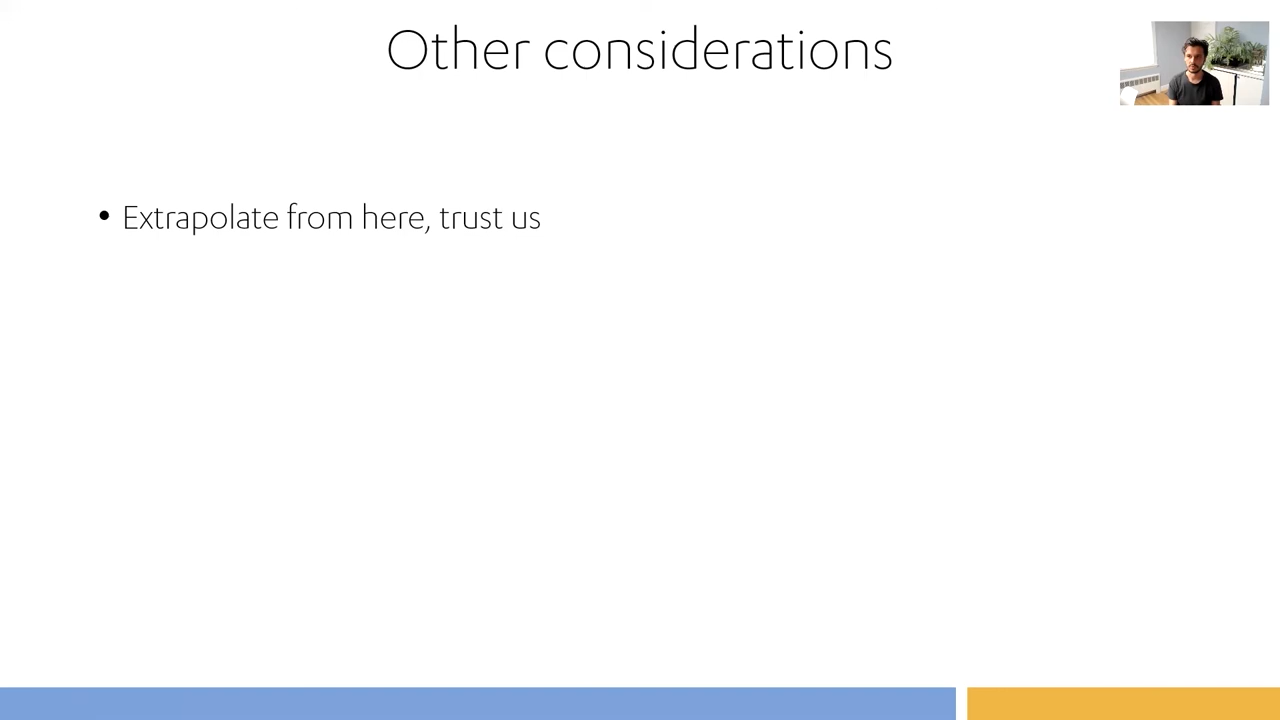 Other considerations
• Extrapolate from here, trust us